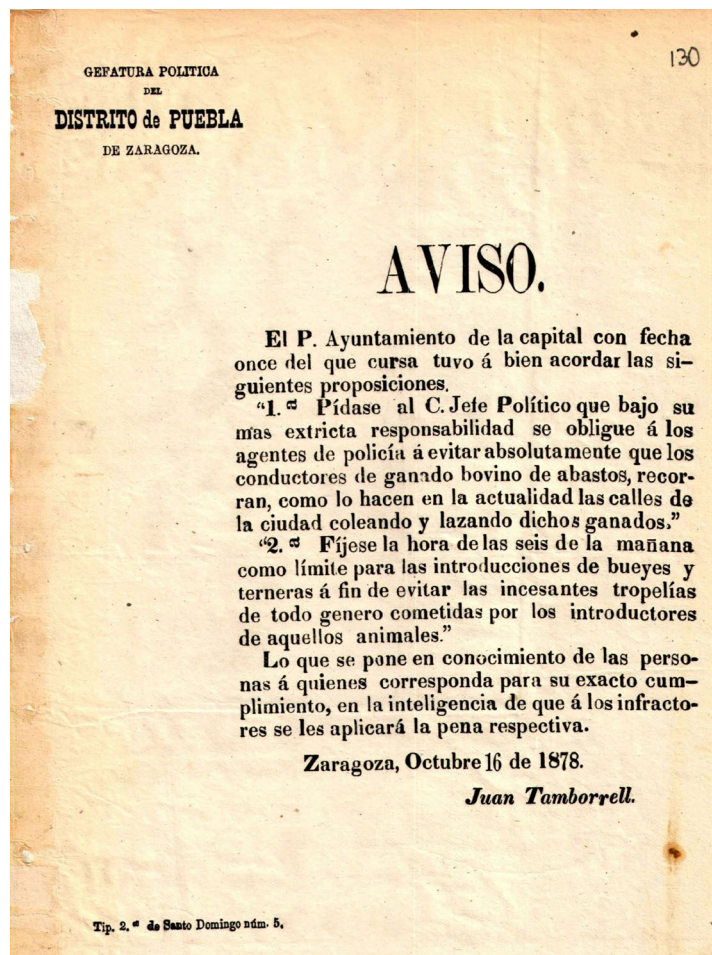 130
GEFATURA POLITICA
DEL
DISTRITO de PUEBLA
DE ZARAGOZA.
AVISO.
El P. Ayuntamiento de la capital con fecha
once del que cursa tuvo á bien acordar las si-
guientes proposiciones.
“1.ª Pídase al C. Jefe Político que bajo su
mas extricta responsabilidad se obligue á los
agentes de policía á evitar absolutamente que los
conductores de ganado bovino de abastos, recor-
ran, como lo hacen en la actualidad las calles de
la ciudad coleando y lazando dichos ganados.”
“2.ª Fíjese la hora de las seis de la mañana
como límite para las introducciones de bueyes y
terneras á fin de evitar las incesantes tropelías
de todo genero cometidas por los introductores
de aquellos animales.”
Lo que se pone en conocimiento de las perso-
nas á quienes corresponda para su exacto cum-
plimiento, en la inteligencia de que á los infracto-
res se les aplicará la pena respectiva.
Zaragoza, Octubre 16 de 1878.
Juan Tamborrell.
Tip. 2.ª de Santo Domingo núm. 5.